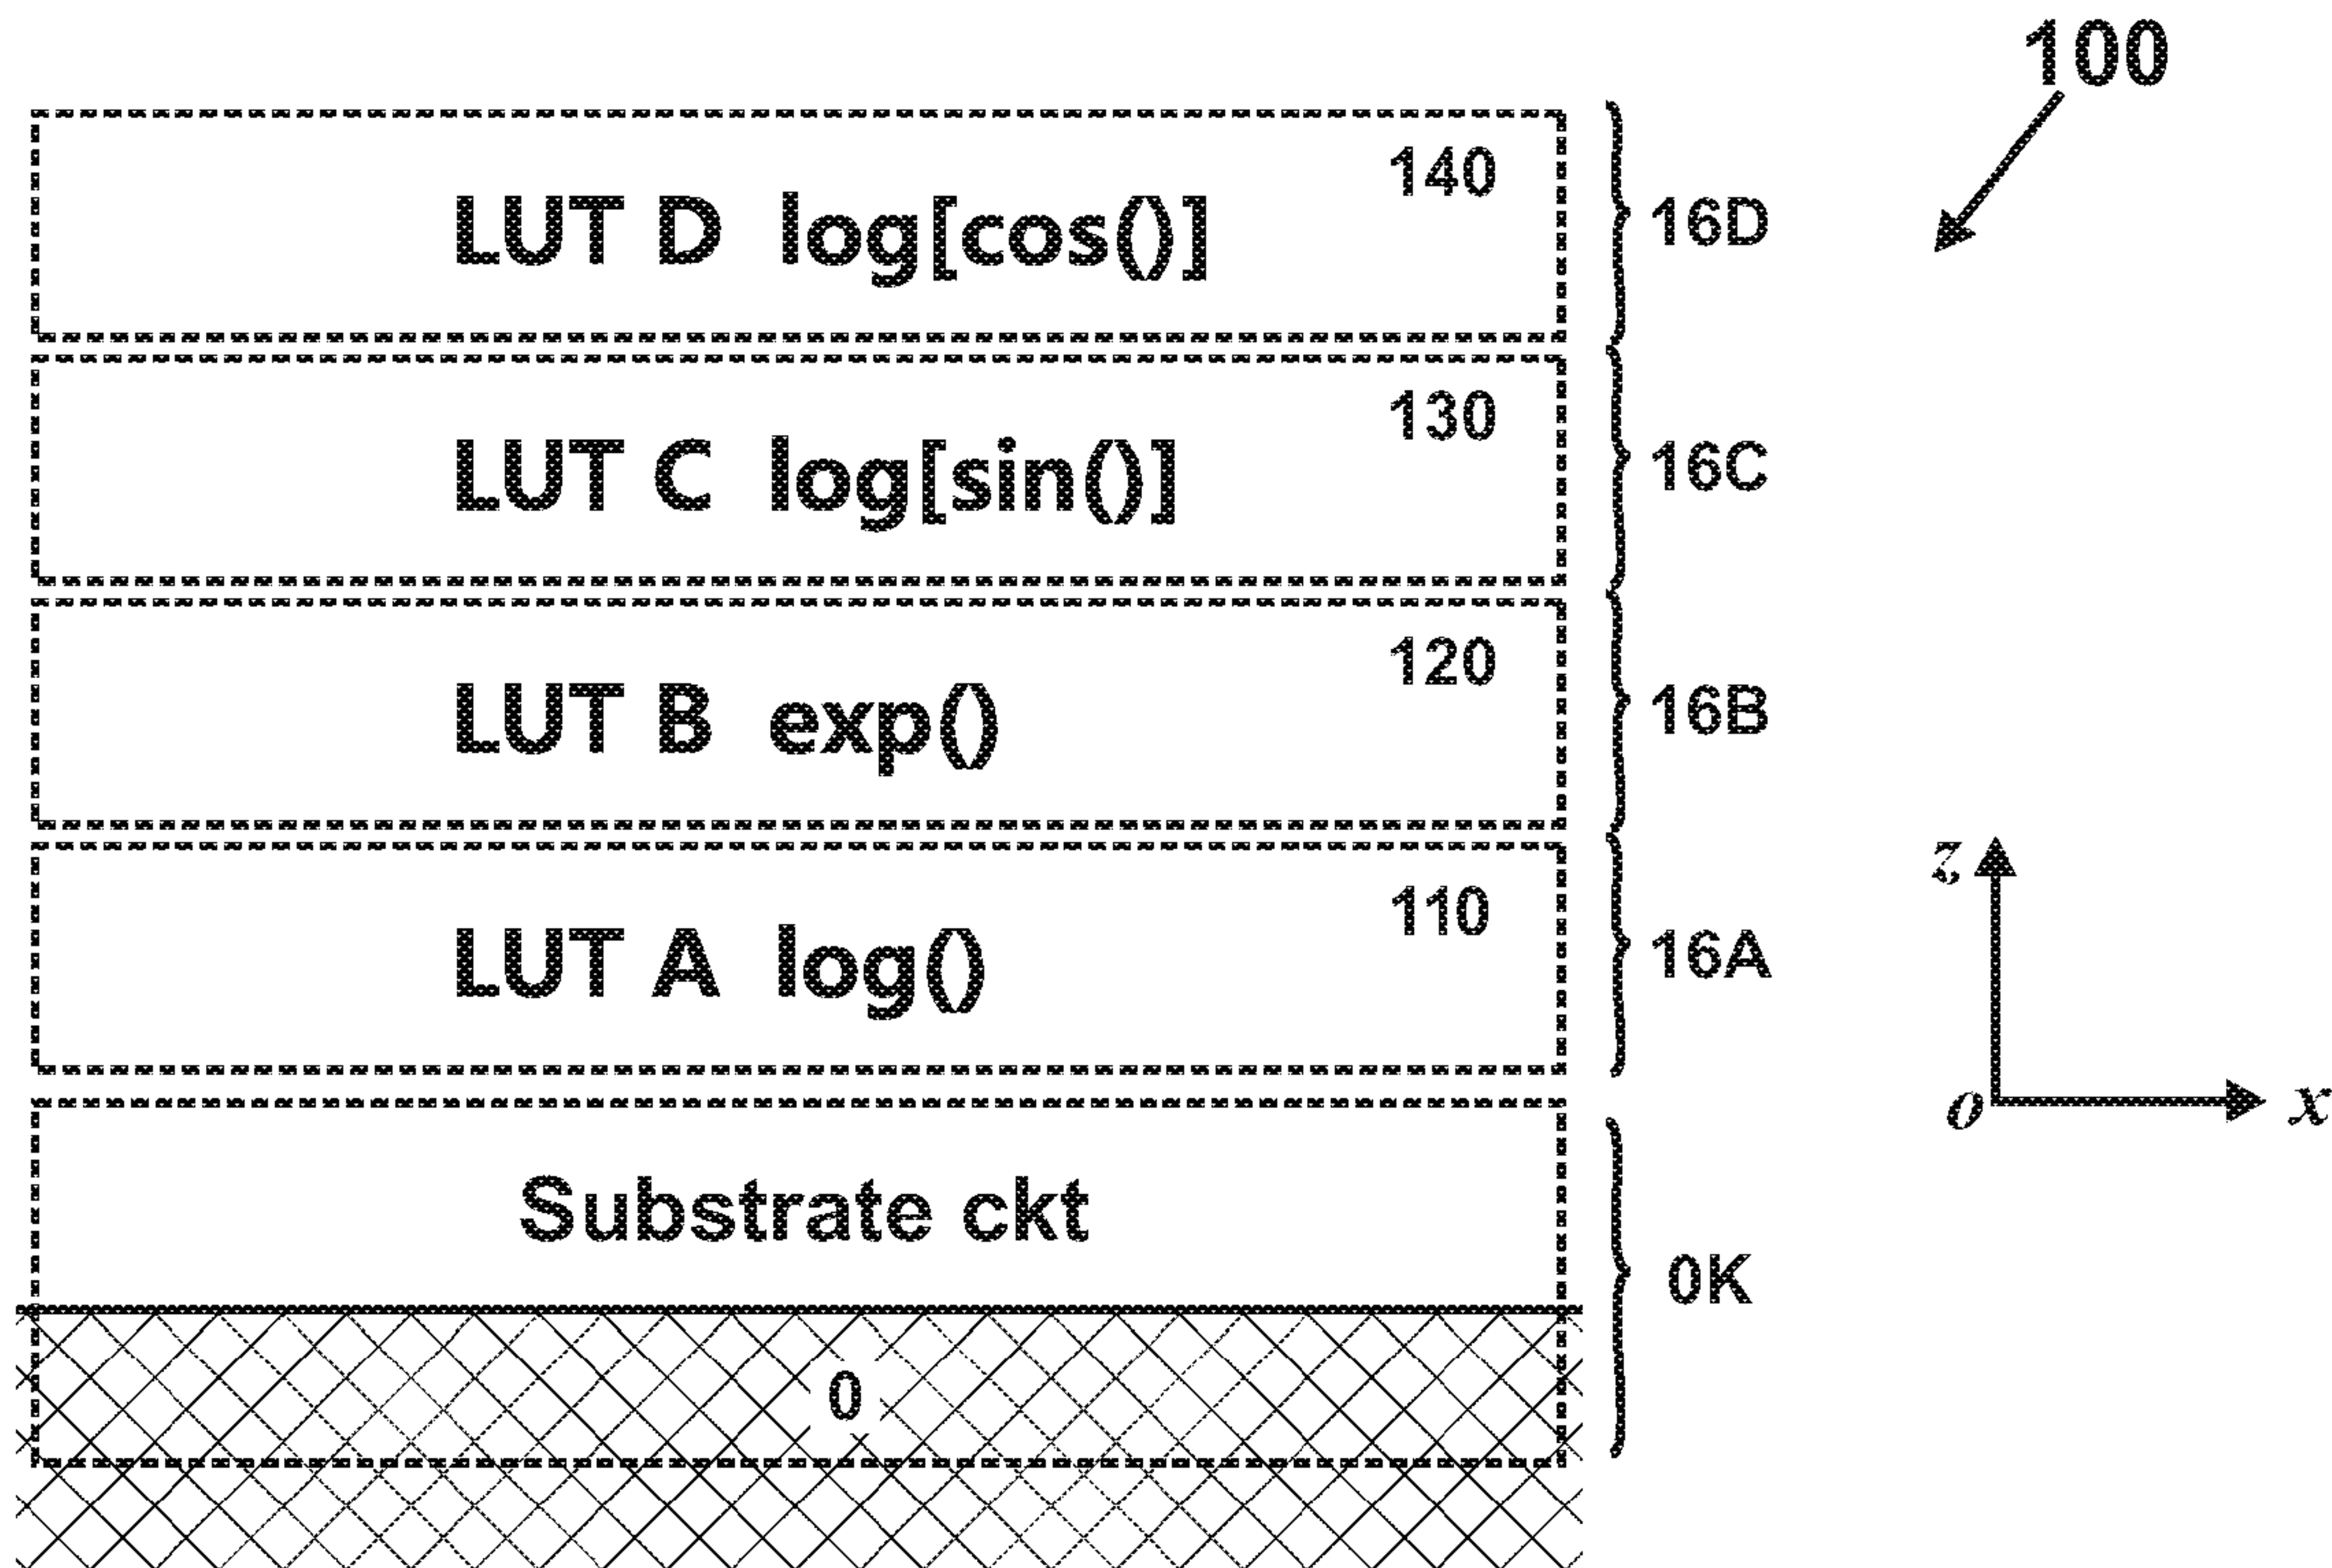 100
140
LUT D log[cos()]
16D
130
LUT C log[sin()]
16C
120
LUT B exp()
16B
110
LUT A log()
16A
z
o
x
Substrate ckt
0K
0